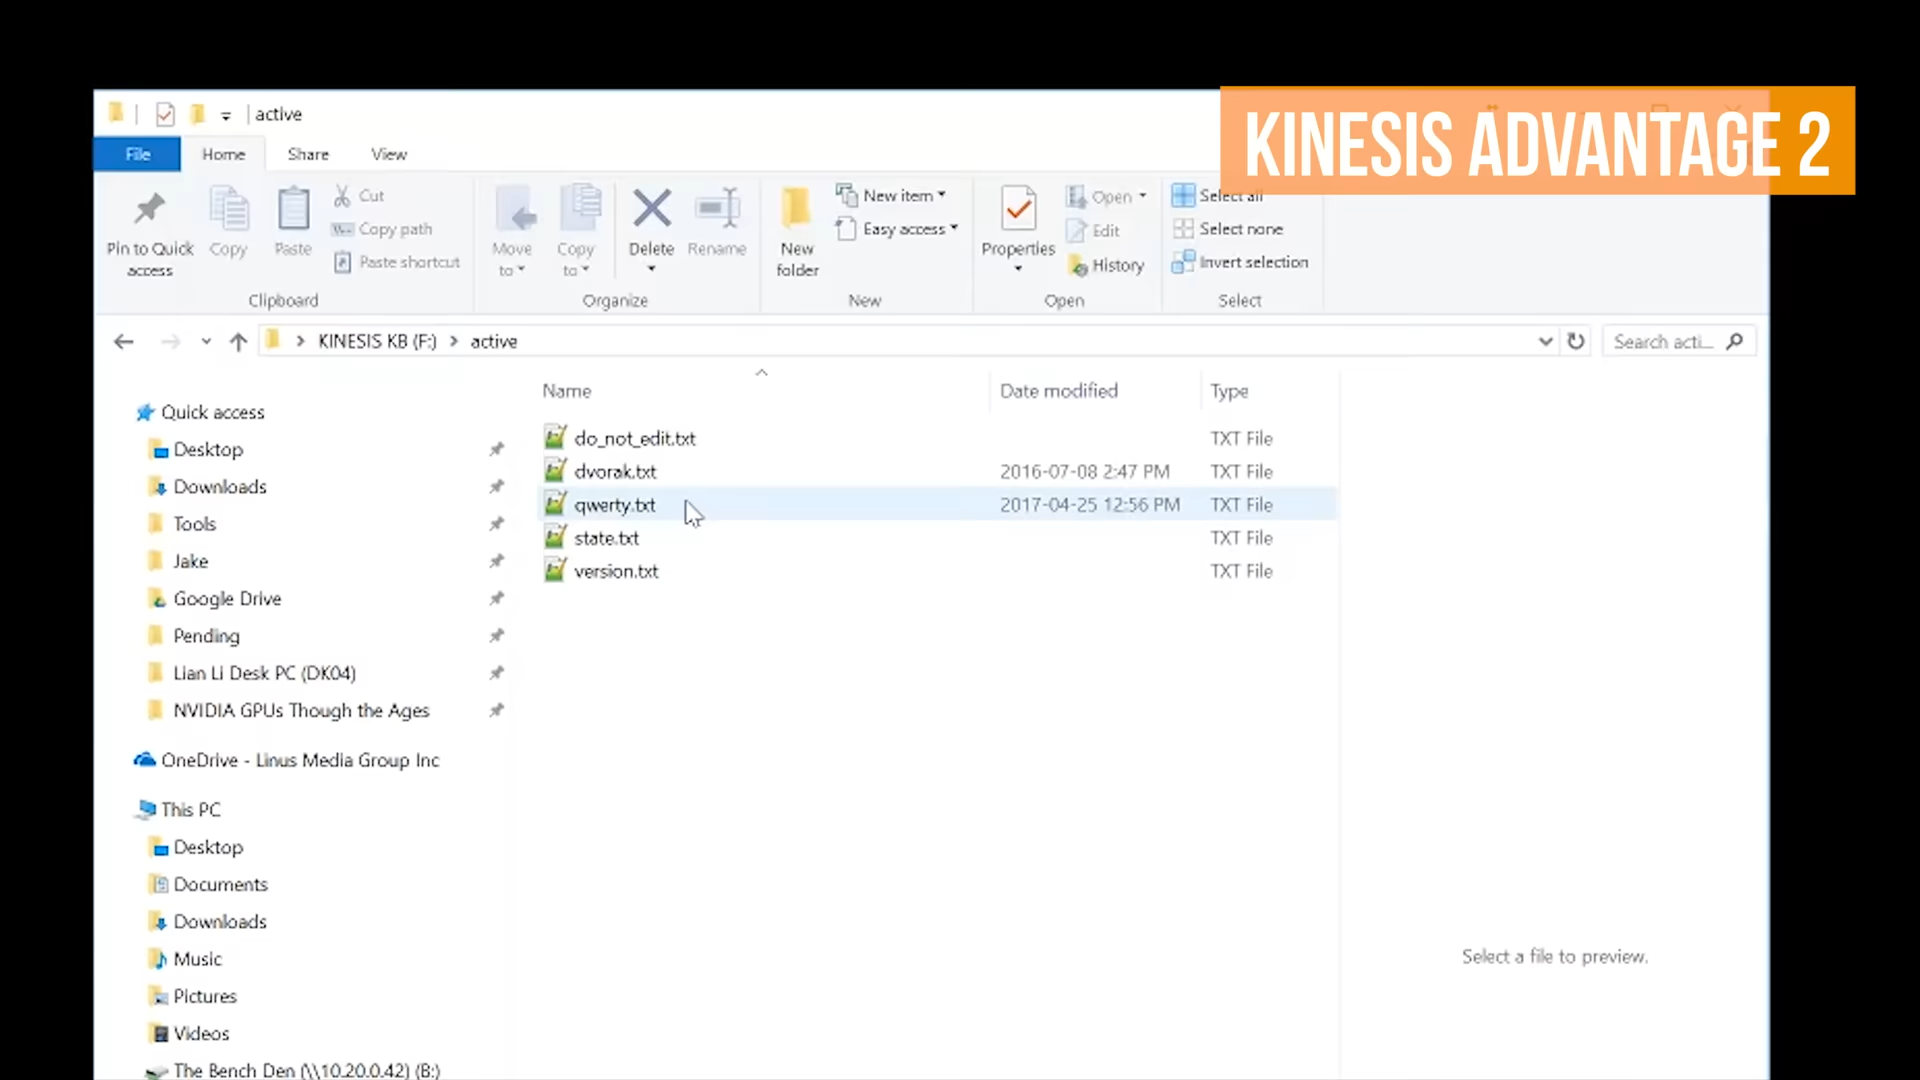 active
KINESIS ADVANTAGE 2
File Home Share View
Pin to Quick access
Copy
Paste
Cut
Copy path
Paste shortcut
Clipboard
Move to
Copy to
Delete
Rename
Organize
New folder
New item
Easy access
New
Properties
Open
Edit
History
Open
Select all
Select none
Invert selection
Select
KINESIS KB (F:) > active
Search acti...
Name Date modified Type
do_not_edit.txt TXT File
dvorak.txt 2016-07-08 2:47 PM TXT File
qwerty.txt 2017-04-25 12:56 PM TXT File
state.txt TXT File
version.txt TXT File
Quick access
Desktop
Downloads
Tools
Jake
Google Drive
Pending
Lian Li Desk PC (DK04)
NVIDIA GPUs Though the Ages
OneDrive - Linus Media Group Inc
This PC
Desktop
Documents
Downloads
Music
Pictures
Videos
The Bench Den (\\10.20.0.42) (B:)
Select a file to preview.